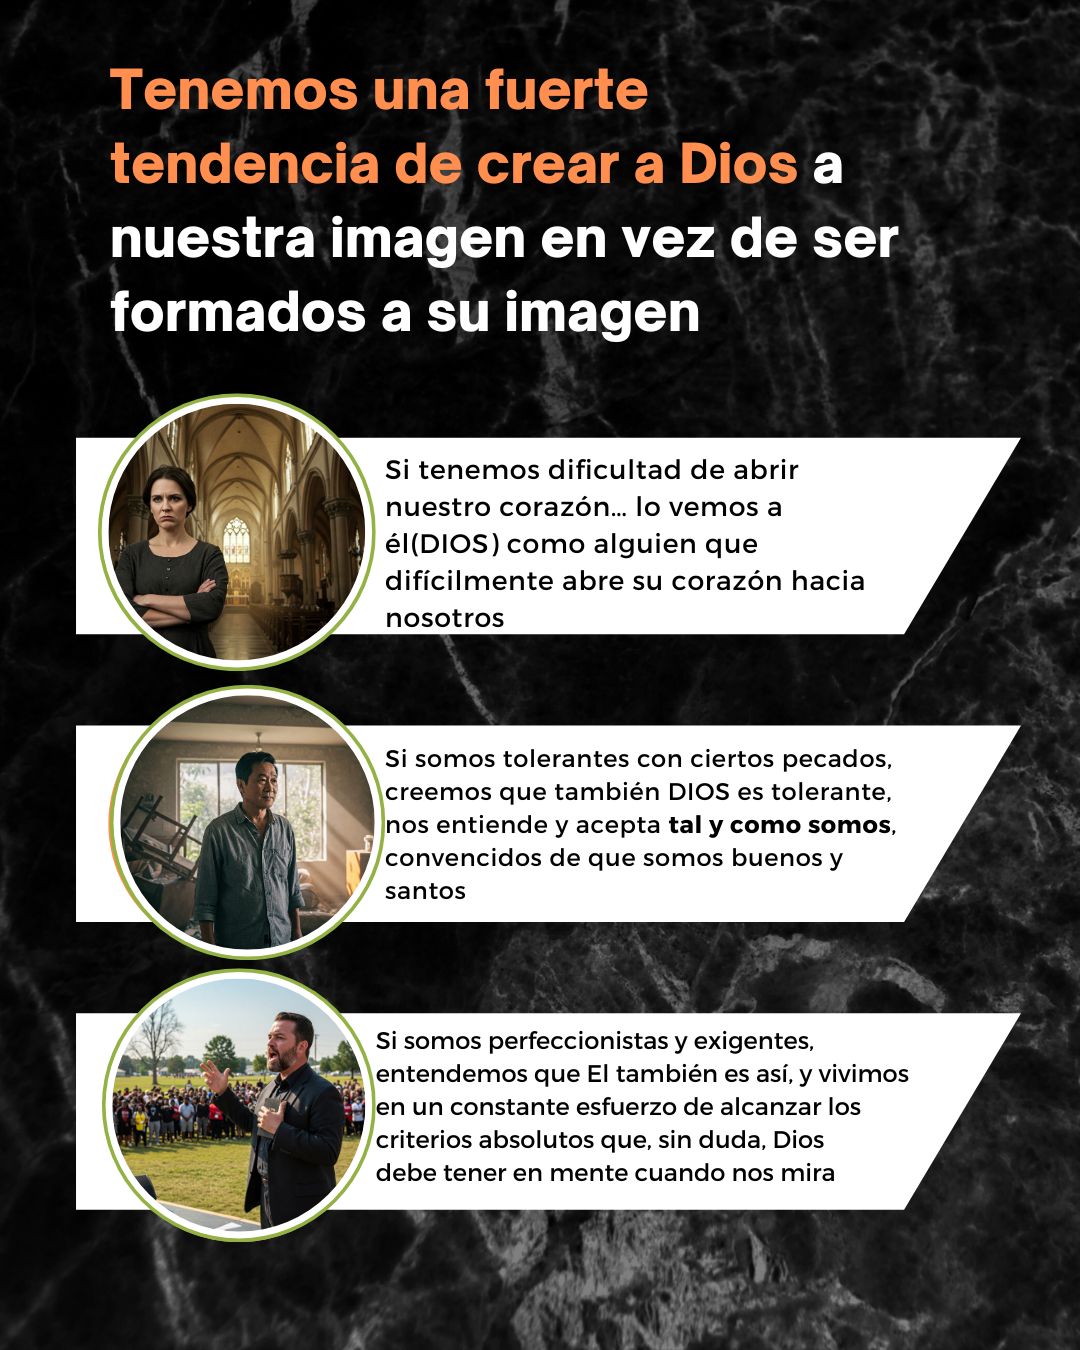 Tenemos una fuerte
tendencia de crear a Dios a
nuestra imagen en vez de ser
formados a su imagen
Si tenemos dificultad de abrir
nuestro corazón... lo vemos a
él(DIOS) como alguien que
difícilmente abre su corazón hacia
nosotros
Si somos tolerantes con ciertos pecados,
creemos que también DIOS es tolerante,
nos entiende y acepta tal y como somos,
convencidos de que somos buenos y
santos
Si somos perfeccionistas y exigentes,
entendemos que El también es así, y vivimos
en un constante esfuerzo de alcanzar los
criterios absolutos que, sin duda, Dios
debe tener en mente cuando nos mira